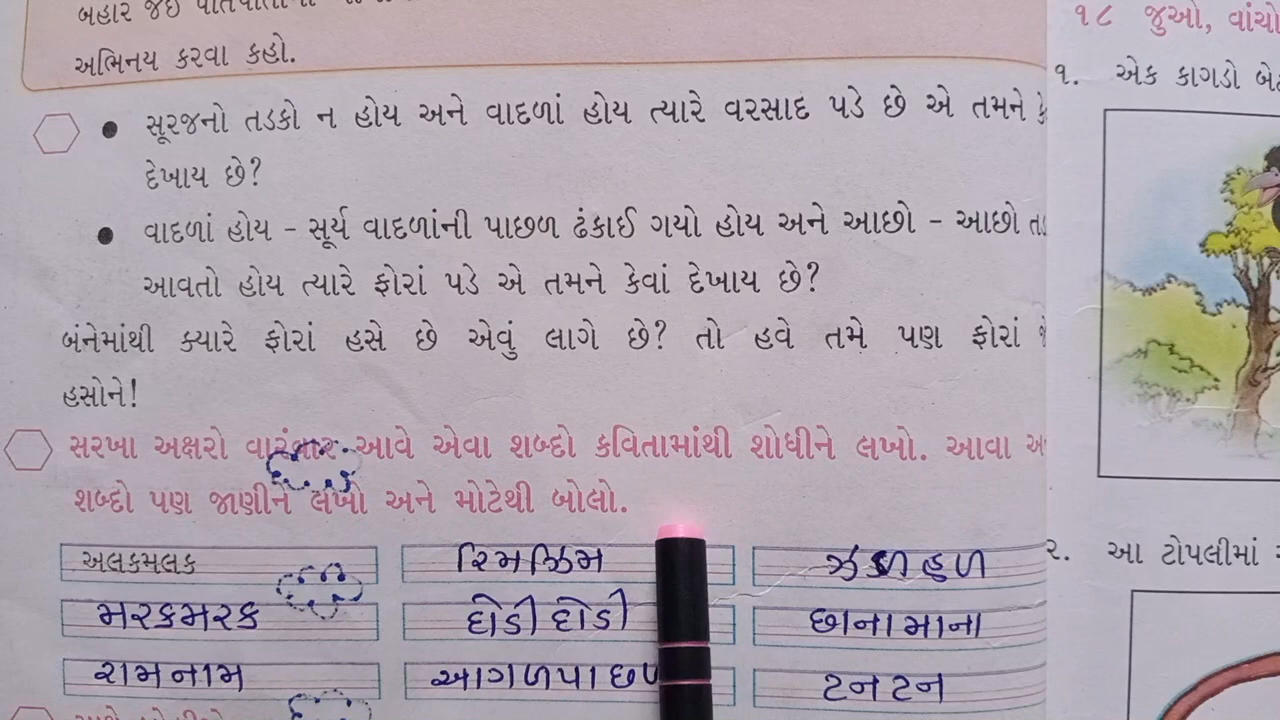 બહાર જઈ
અભિનય કરવા કહો.
સૂરજનો તડકો ન હોય અને વાદળાં હોય ત્યારે વરસાદ પડે છે એ તમને
દેખાય છે?
વાદળાં હોય – સૂર્ય વાદળાંની પાછળ ઢંકાઈ ગયો હોય અને આછો – આછો
આવતો હોય ત્યારે ફોરાં પડે એ તમને કેવાં દેખાય છે?
બંનેમાંથી ક્યારે ફોરાં હસે છે એવું લાગે છે? તો હવે તમે પણ ફોરાં
હસોને!
સરખા અક્ષરો વારંવાર આવે એવા શબ્દો કવિતામાંથી શોધીને લખો. આવા
શબ્દો પણ જાણીને લખો અને મોટેથી બોલો.
અલકમલક રિમઝિમ
મરકમરક દોડી દોડી છાનામાના
રામનામ ટનટન
૧૮ જુઓ, વાંચો
૧. એક કાગડો
૨. આ ટોપલીમાં